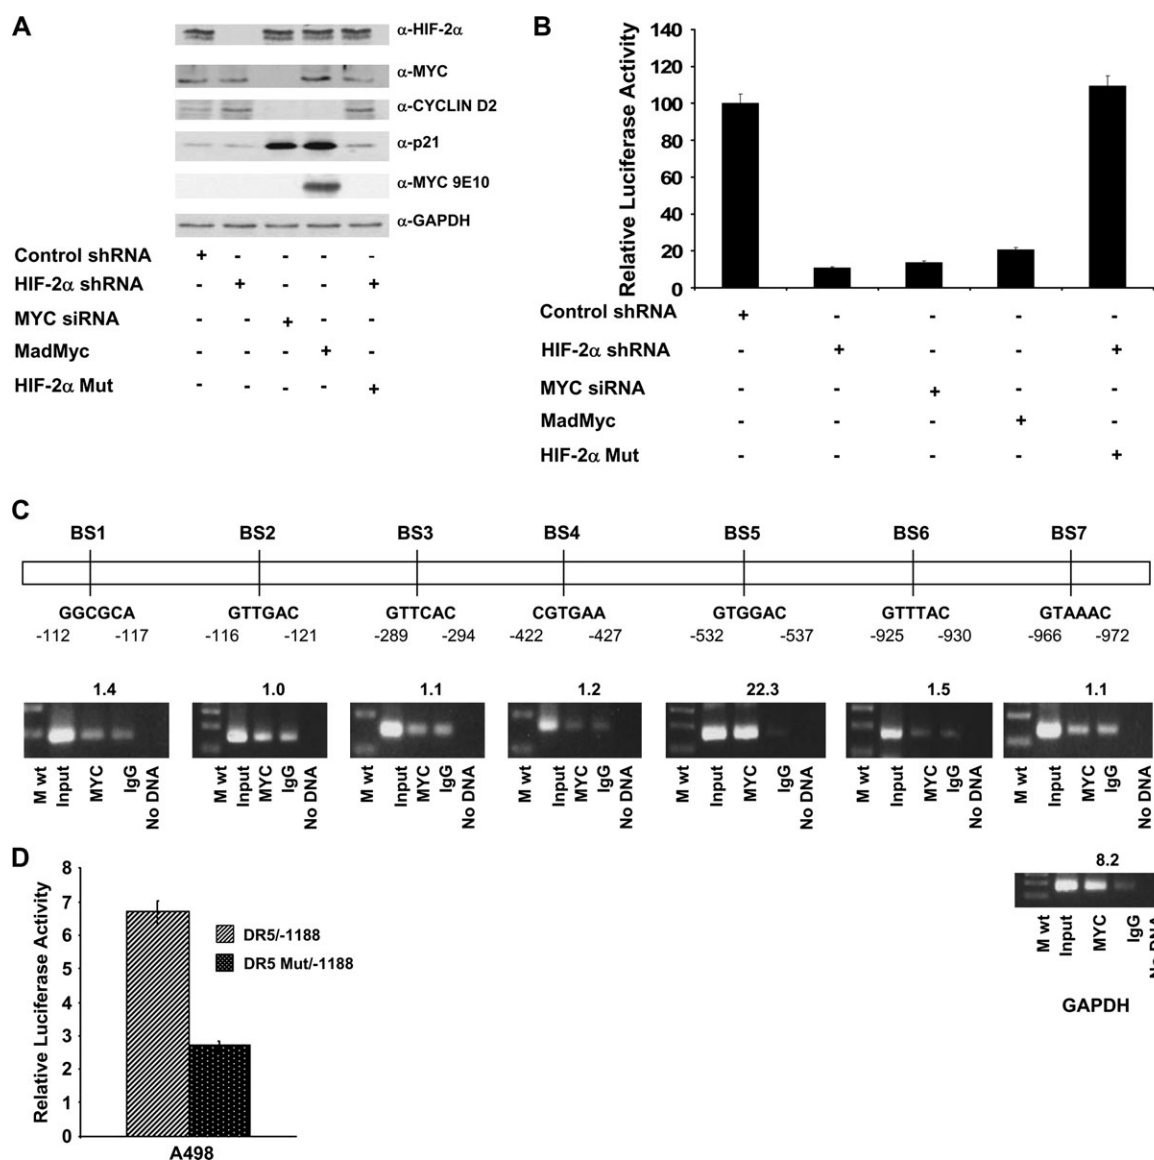 A
α-HIF-2α
α-MYC
α-CYCLIN D2
α-p21
α-MYC 9E10
α-GAPDH
Control shRNA + - - - -
HIF-2α shRNA - + - - +
MYC siRNA - - + - -
MadMyc - - - + -
HIF-2α Mut - - - - +
B
Relative Luciferase Activity
140
120
100
80
60
40
20
0
Control shRNA + - - - -
HIF-2α shRNA - + - - +
MYC siRNA - - + - -
MadMyc - - - + -
HIF-2α Mut - - - - +
C
BS1 BS2 BS3 BS4 BS5 BS6 BS7
GGCGCA GTTGAC GTTCAC CGTGAA GTGGAC GTTTAC GTAAAC
-112 -117 -116 -121 -289 -294 -422 -427 -532 -537 -925 -930 -966 -972
1.4 1.0 1.1 1.2 22.3 1.5 1.1
M wt Input MYC IgG No DNA
M wt Input MYC IgG No DNA
M wt Input MYC IgG No DNA
M wt Input MYC IgG No DNA
M wt Input MYC IgG No DNA
M wt Input MYC IgG No DNA
M wt Input MYC IgG No DNA
8.2
M wt Input MYC IgG No DNA
GAPDH
D
Relative Luciferase Activity
8
7
6
5
4
3
2
1
0
DR5/-1188
DR5 Mut/-1188
A498